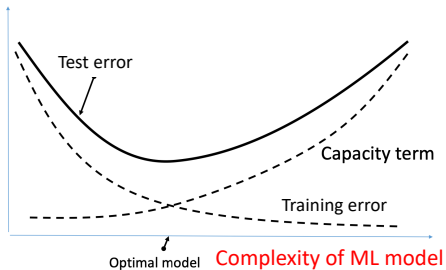 Test error
Capacity term
Training error
Optimal model
Complexity of ML model